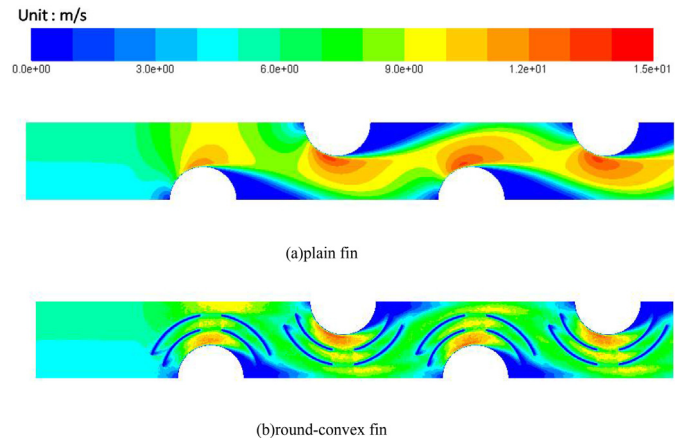 Unit : m/s
0.0e+00 3.0e+00 6.0e+00 9.0e+00 1.2e+01 1.5e+01
(a)plain fin
(b)round-convex fin